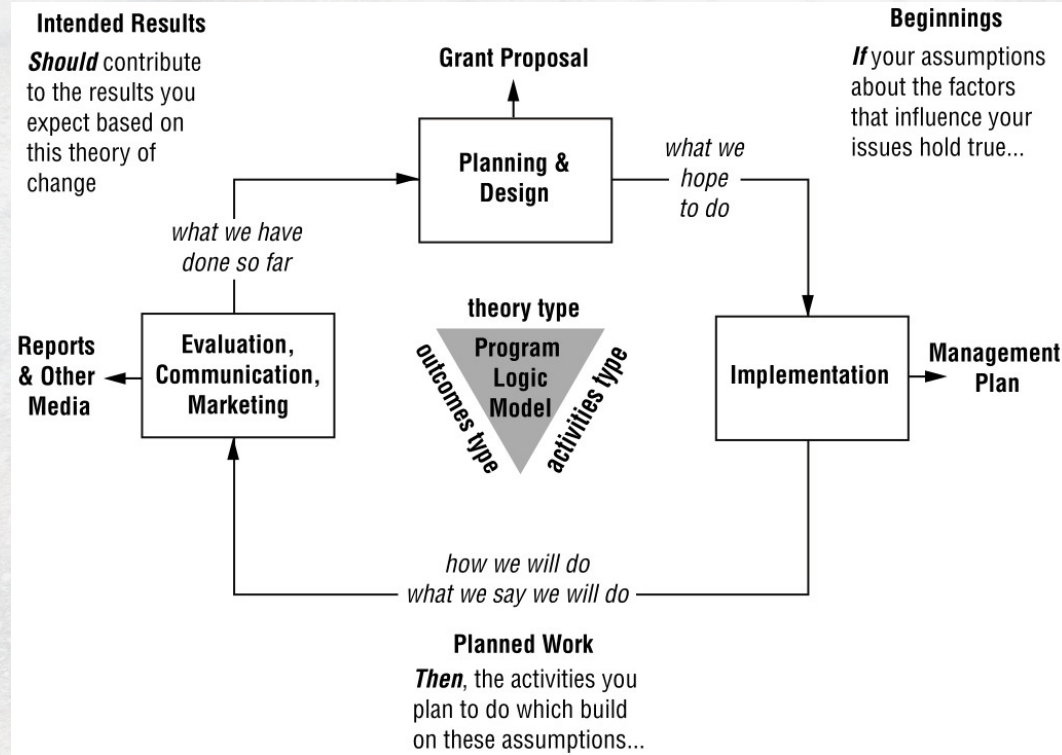 Intended Results
Should contribute
to the results you
expect based on
this theory of
change
Grant Proposal
Beginnings
If your assumptions
about the factors
that influence your
issues hold true...
Planning &
Design
what we
hope
to do
what we have
done so far
Reports
& Other
Media
Evaluation,
Communication,
Marketing
theory type
Program
Logic
Model
outcomes type
activities type
Implementation
Management
Plan
how we will do
what we say we will do
Planned Work
Then, the activities you
plan to do which build
on these assumptions...